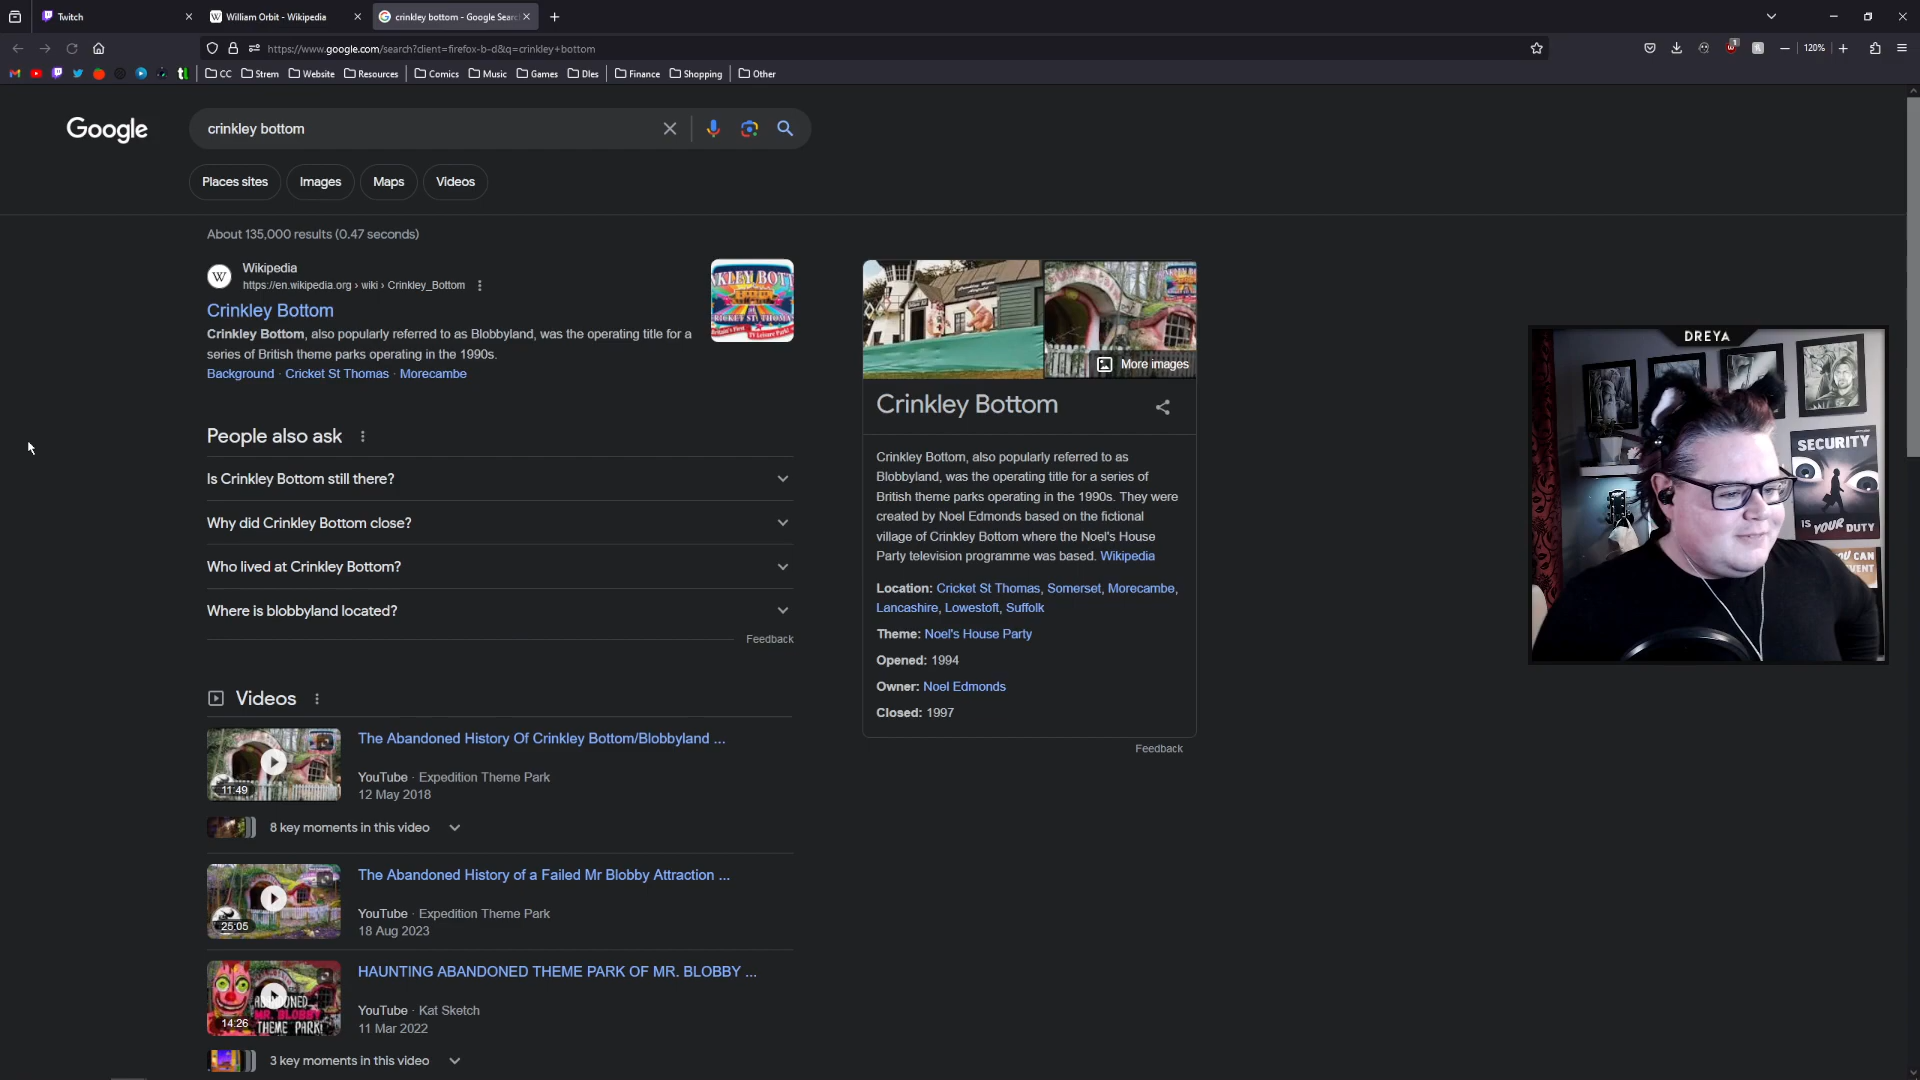 Twitch
William Orbit - Wikipedia
crinkley bottom - Google Searc
https://www.google.com/search?client=firefox-b-d&q=crinkley+bottom
120%
CC
Strem
Website
Resources
Comics
Music
Games
Dles
Finance
Shopping
Other
Google
crinkley bottom
Places sites
Images
Maps
Videos
About 135,000 results (0.47 seconds)
Wikipedia
https://en.wikipedia.org › wiki › Crinkley_Bottom
Crinkley Bottom
Crinkley Bottom, also popularly referred to as Blobbyland, was the operating title for a
series of British theme parks operating in the 1990s.
Background · Cricket St Thomas · Morecambe
People also ask
Is Crinkley Bottom still there?
Why did Crinkley Bottom close?
Who lived at Crinkley Bottom?
Where is blobbyland located?
Feedback
Videos
The Abandoned History Of Crinkley Bottom/Blobbyland ...
YouTube · Expedition Theme Park
12 May 2018
11:49
8 key moments in this video
The Abandoned History of a Failed Mr Blobby Attraction ...
YouTube · Expedition Theme Park
18 Aug 2023
25:05
HAUNTING ABANDONED THEME PARK OF MR. BLOBBY ...
YouTube · Kat Sketch
11 Mar 2022
ABANDONED
MR. BLOBBY
THEME PARK!
14:26
3 key moments in this video
More images
Crinkley Bottom
Crinkley Bottom, also popularly referred to as
Blobbyland, was the operating title for a series of
British theme parks operating in the 1990s. They were
created by Noel Edmonds based on the fictional
village of Crinkley Bottom where the Noel's House
Party television programme was based. Wikipedia
Location: Cricket St Thomas, Somerset, Morecambe,
Lancashire, Lowestoft, Suffolk
Theme: Noel's House Party
Opened: 1994
Owner: Noel Edmonds
Closed: 1997
Feedback
DREYA
SECURITY
IS YOUR DUTY